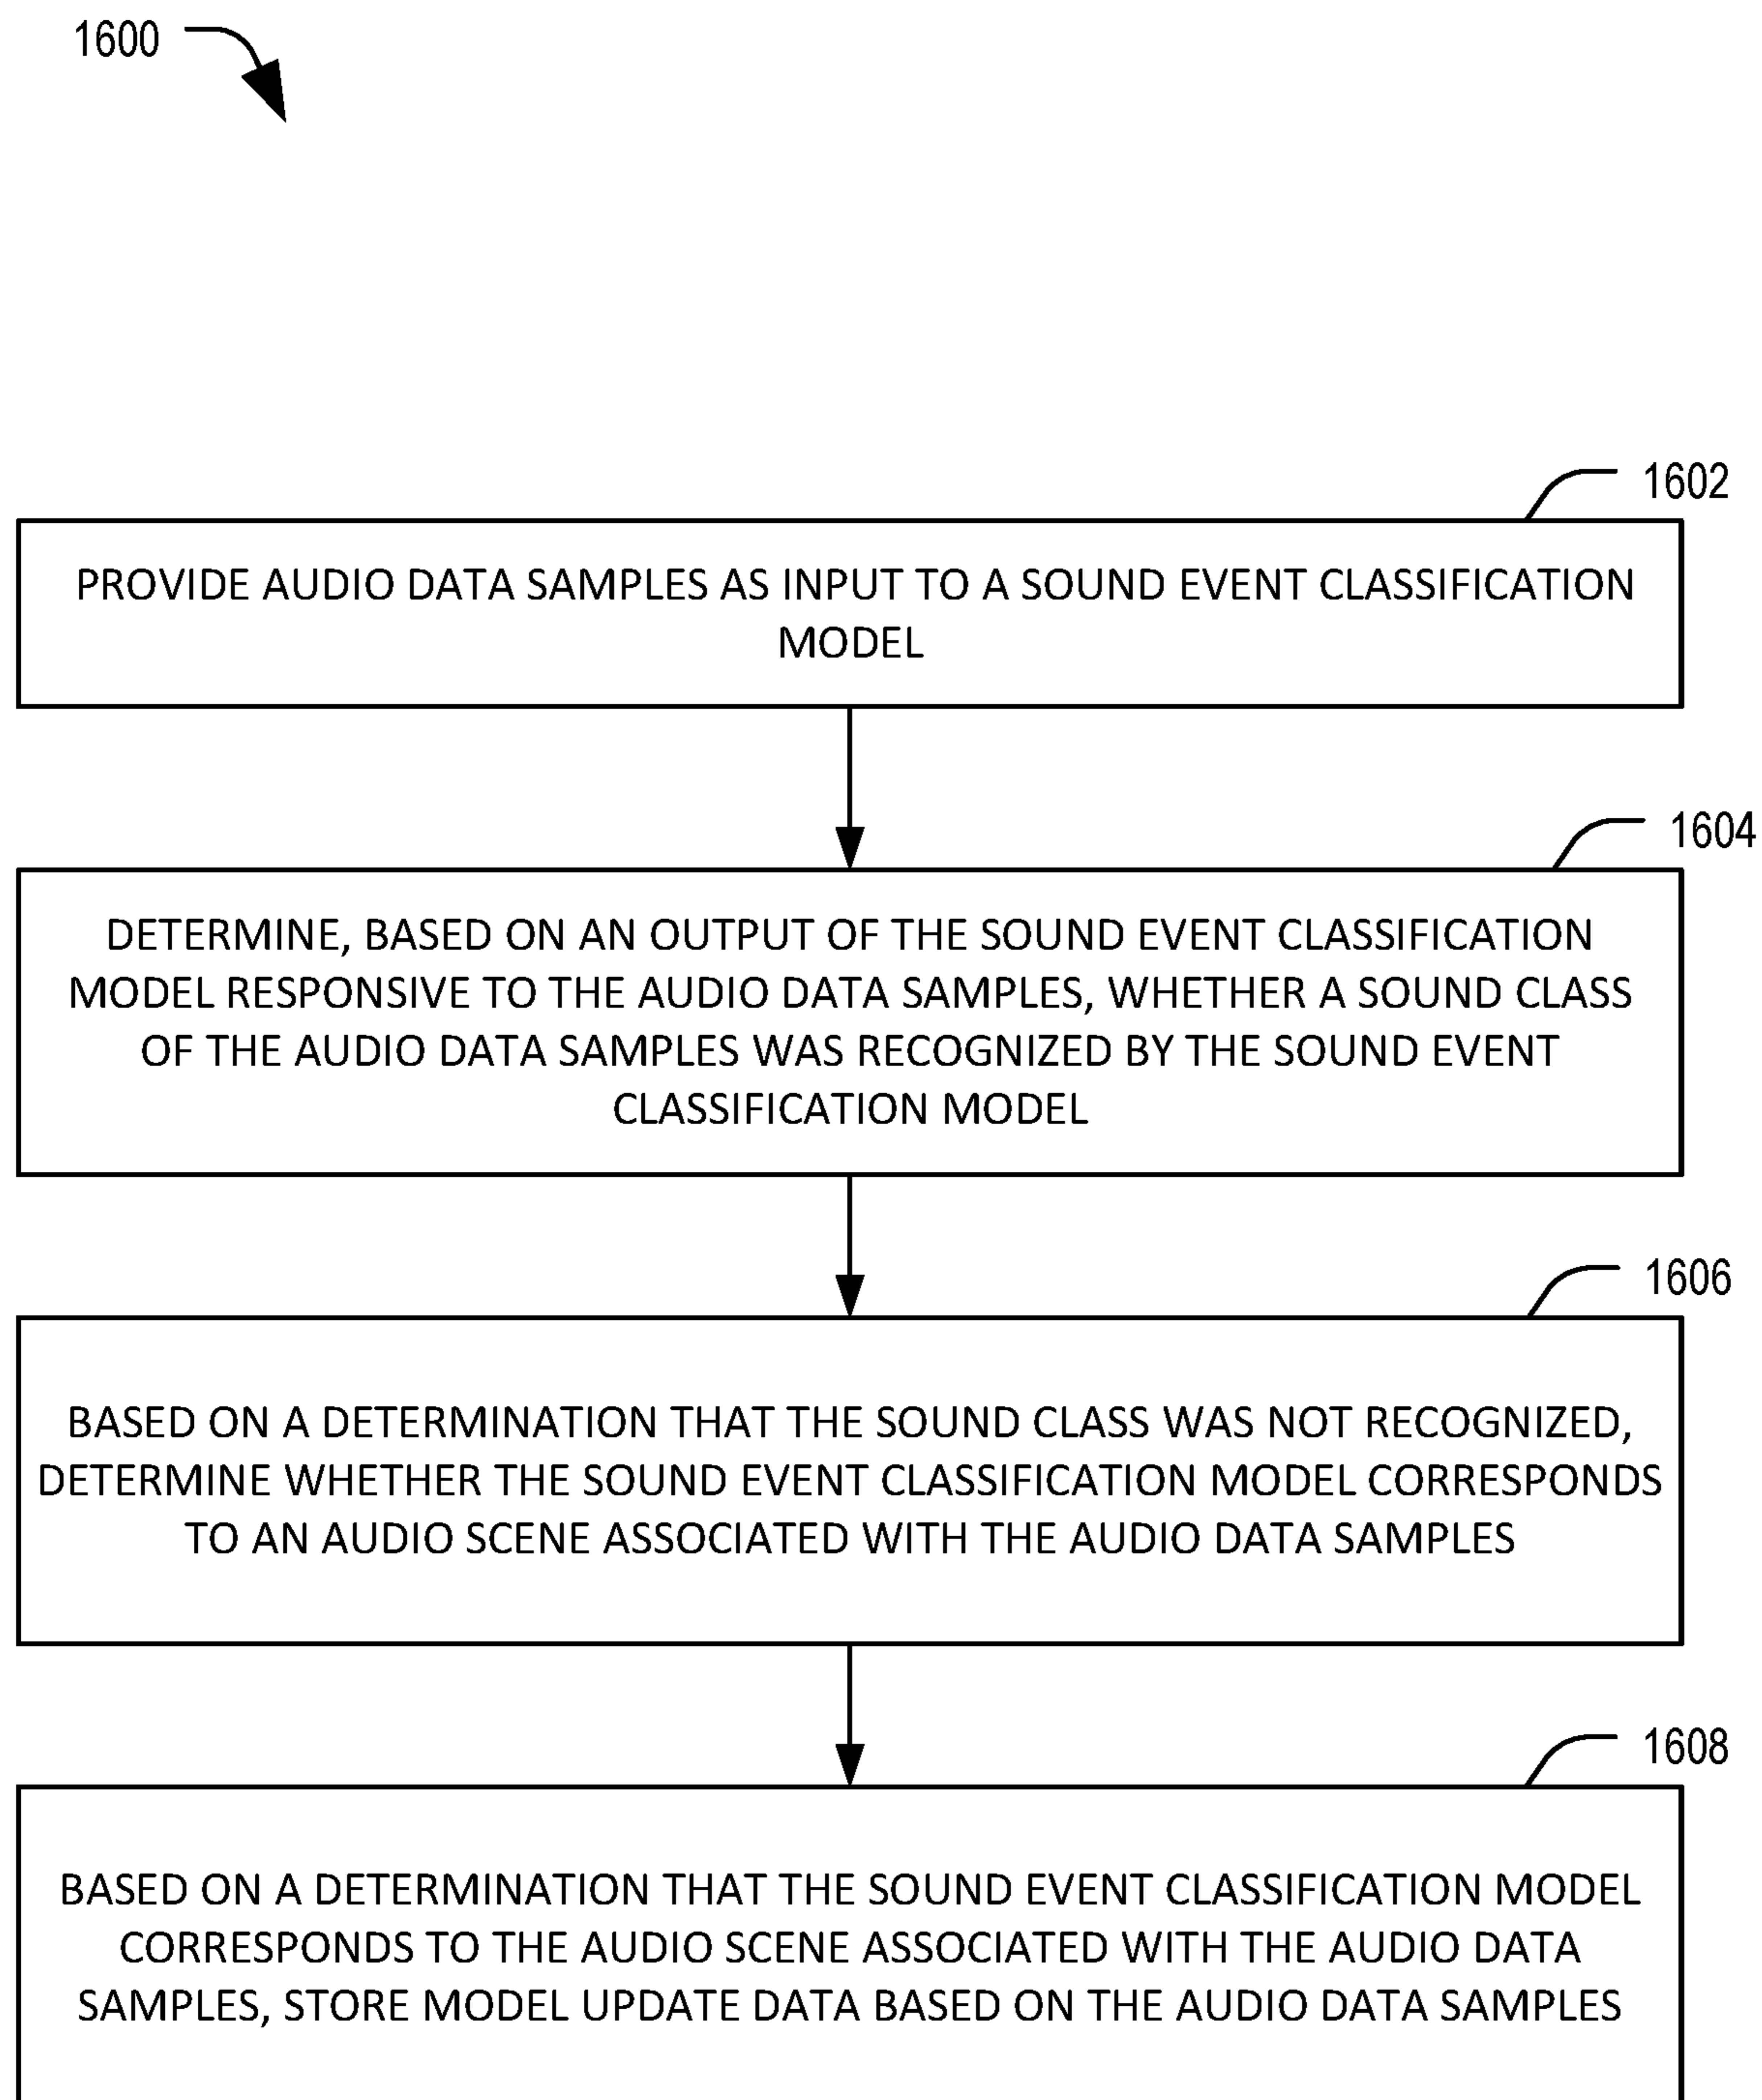 1600
1602
PROVIDE AUDIO DATA SAMPLES AS INPUT TO A SOUND EVENT CLASSIFICATION
MODEL
1604
DETERMINE, BASED ON AN OUTPUT OF THE SOUND EVENT CLASSIFICATION
MODEL RESPONSIVE TO THE AUDIO DATA SAMPLES, WHETHER A SOUND CLASS
OF THE AUDIO DATA SAMPLES WAS RECOGNIZED BY THE SOUND EVENT
CLASSIFICATION MODEL
1606
BASED ON A DETERMINATION THAT THE SOUND CLASS WAS NOT RECOGNIZED,
DETERMINE WHETHER THE SOUND EVENT CLASSIFICATION MODEL CORRESPONDS
TO AN AUDIO SCENE ASSOCIATED WITH THE AUDIO DATA SAMPLES
1608
BASED ON A DETERMINATION THAT THE SOUND EVENT CLASSIFICATION MODEL
CORRESPONDS TO THE AUDIO SCENE ASSOCIATED WITH THE AUDIO DATA
SAMPLES, STORE MODEL UPDATE DATA BASED ON THE AUDIO DATA SAMPLES